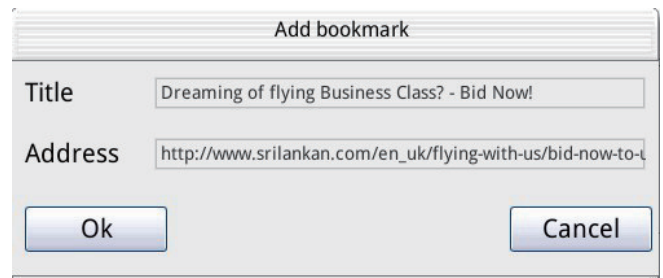 Add bookmark
Title Dreaming of flying Business Class? - Bid Now!
Address http://www.srilankan.com/en_uk/flying-with-us/bid-now-to-u
Ok Cancel